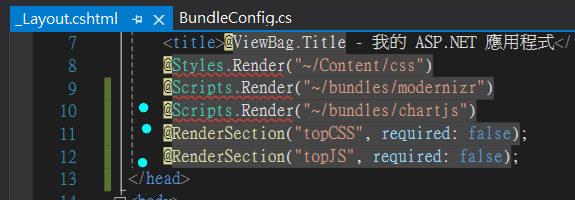 _Layout.cshtml BundleConfig.cs
7 <title>@ViewBag.Title - 我的 ASP.NET 應用程式</
8 @Styles.Render("~/Content/css")
9 @Scripts.Render("~/bundles/modernizr")
10 @Scripts.Render("~/bundles/chartjs")
11 @RenderSection("topCSS", required: false);
12 @RenderSection("topJS", required: false);
13 </head>
14 <body>